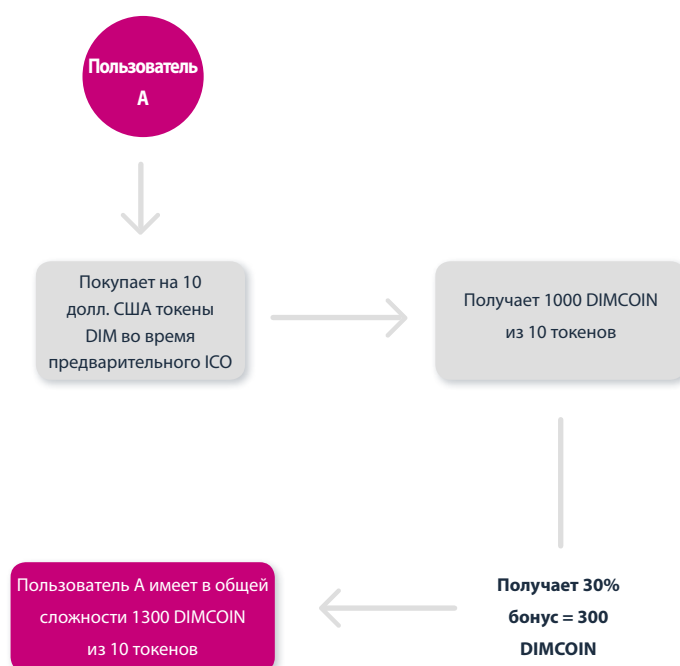 Пользователь
А
Покупает на 10
долл. США токены
DIM во время
предварительного ICO
Получает 1000 DIMCOIN
из 10 токенов
Получает 30%
бонус = 300
DIMCOIN
Пользователь А имеет в общей
сложности 1300 DIMCOIN
из 10 токенов